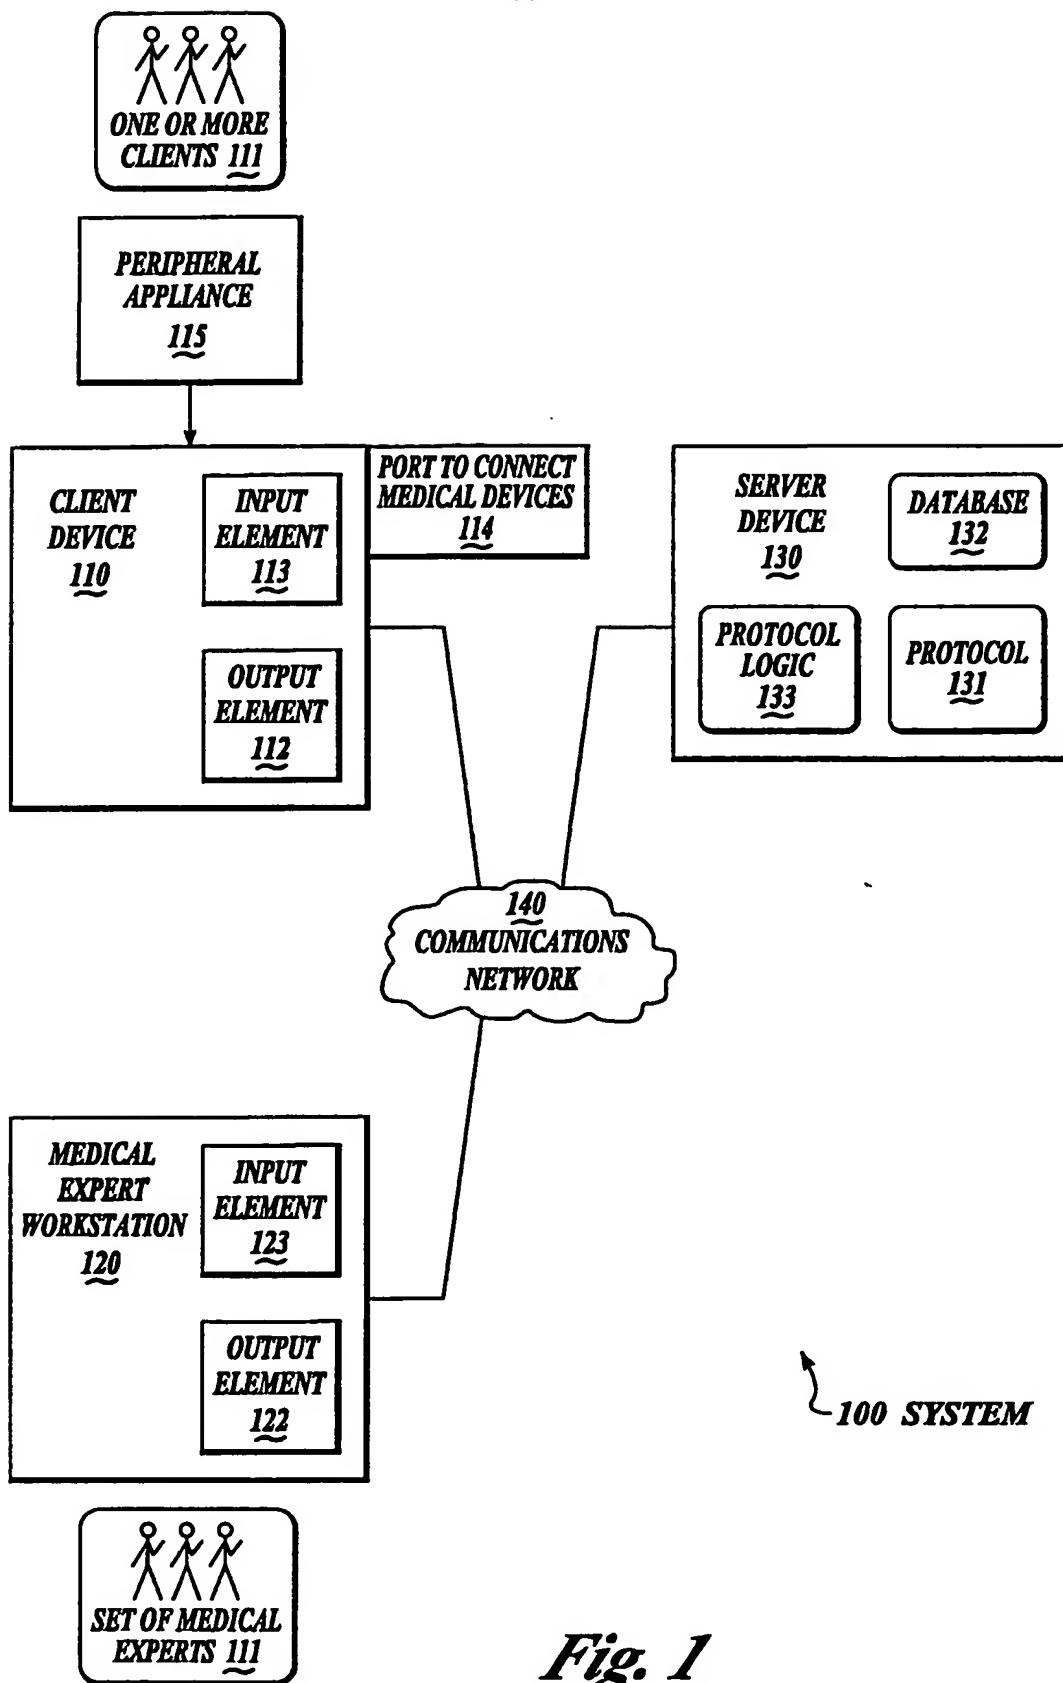 ONE OR MORE
CLIENTS 111
PERIPHERAL
APPLIANCE
115
CLIENT
DEVICE
110
INPUT
ELEMENT
113
OUTPUT
ELEMENT
112
PORT TO CONNECT
MEDICAL DEVICES
114
SERVER
DEVICE
130
DATABASE
132
PROTOCOL
LOGIC
133
PROTOCOL
131
140
COMMUNICATIONS
NETWORK
MEDICAL
EXPERT
WORKSTATION
120
INPUT
ELEMENT
123
OUTPUT
ELEMENT
122
100 SYSTEM
SET OF MEDICAL
EXPERTS 111
Fig. 1